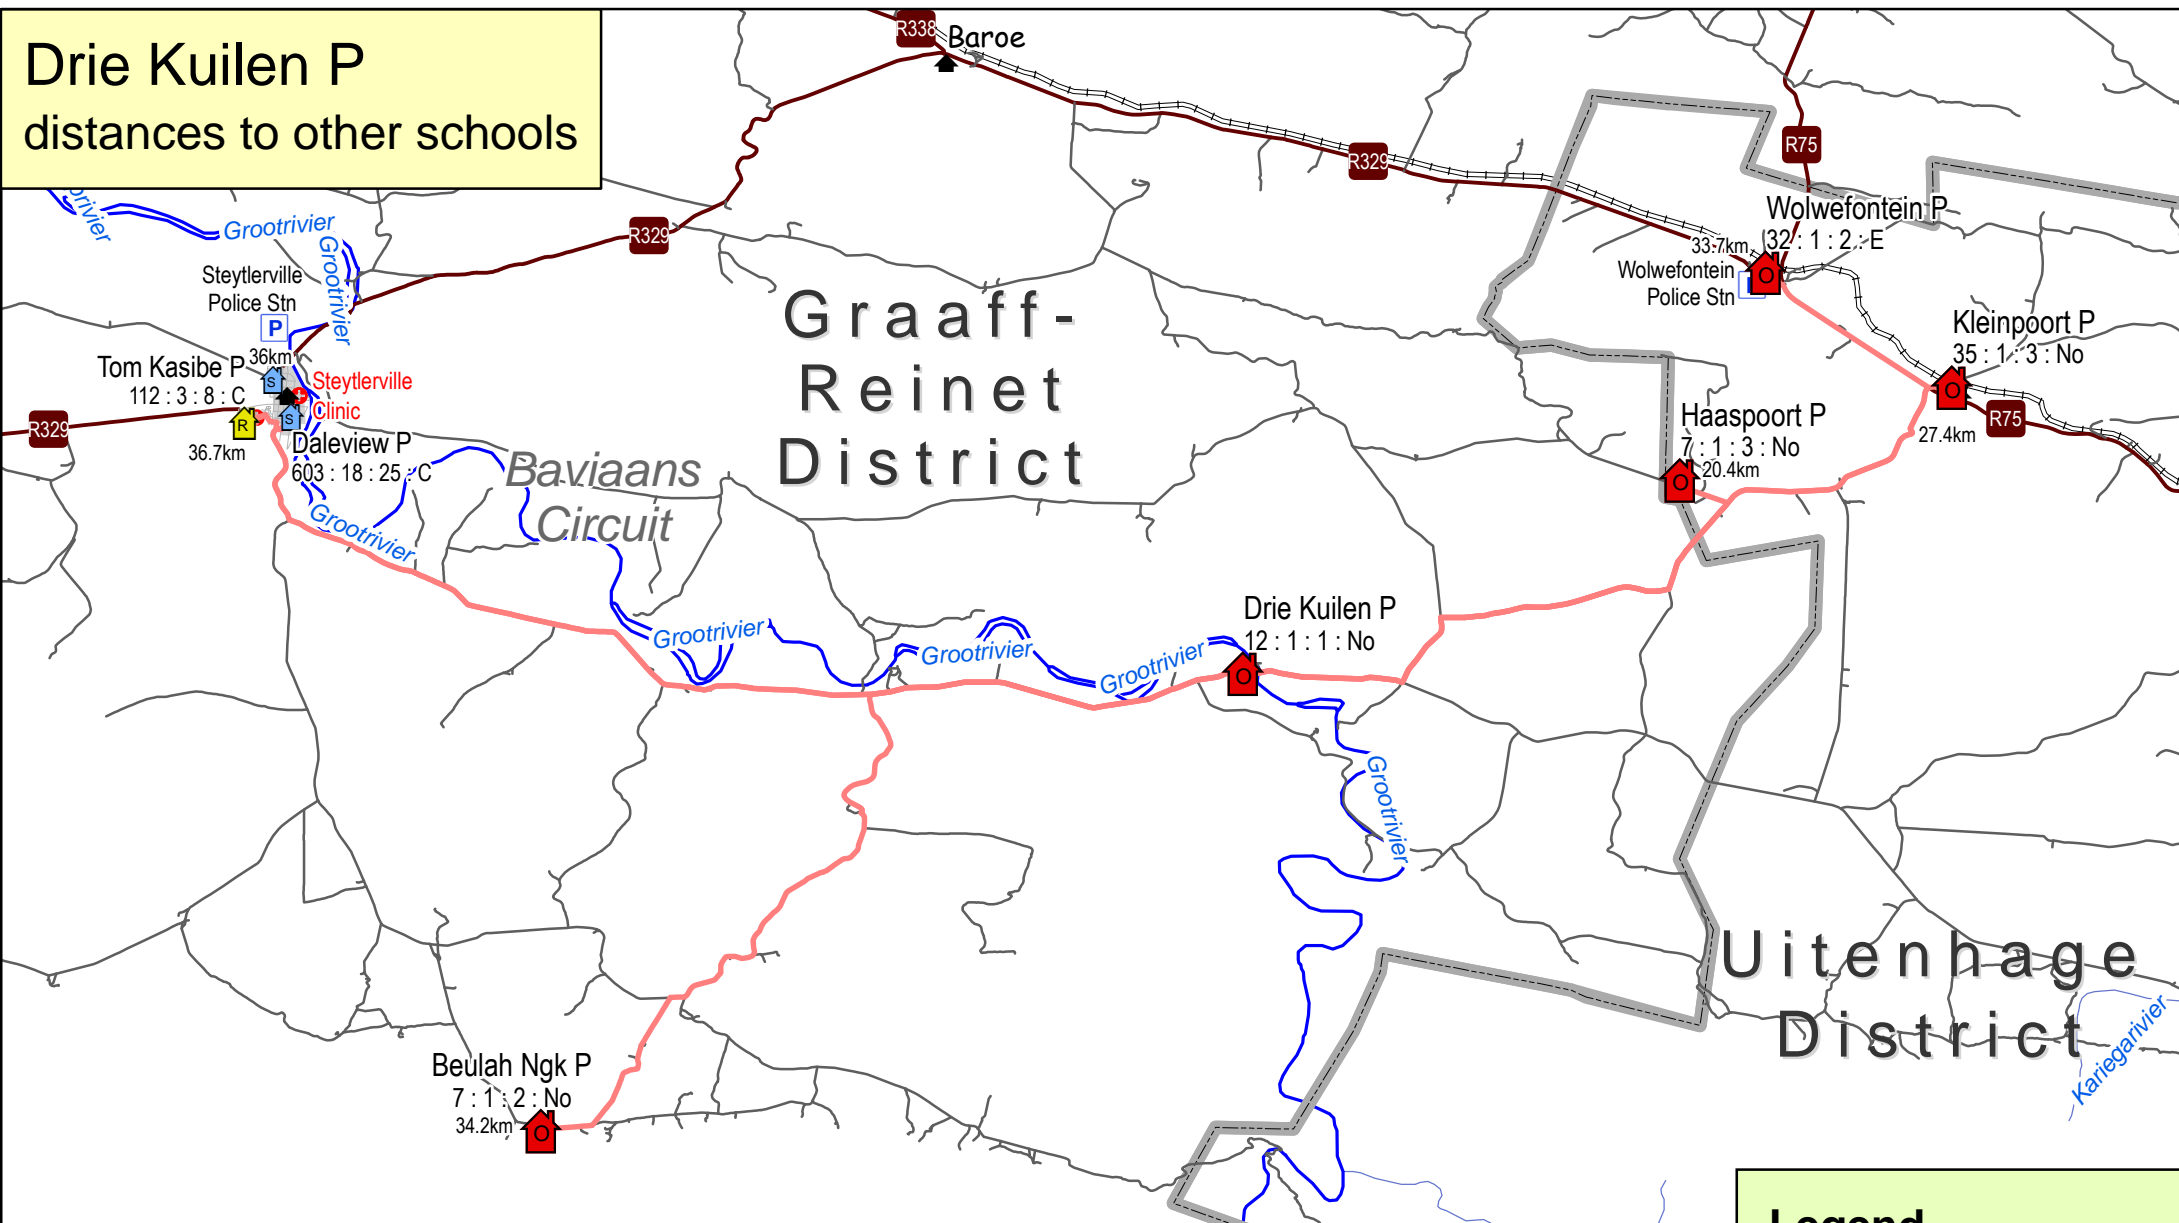 Drie Kuilen P
distances to other schools
R338
Baroe
R329
R75
Wolwefontein P
33.7km
32 : 1 : 2 : E
Wolwefontein
Police Stn
Grootrivier
Grootrivier
R329
Steytlerville
Police Stn
P
Graaff-
Reinet
District
Kleinpoort P
35 : 1 : 3 : No
R75
27.4km
36km
Tom Kasibe P
112 : 3 : 8 : C
S
Steytlerville
Clinic
R329
R
S
36.7km
Daleview P
603 : 18 : 25 : C
Haaspoort P
7 : 1 : 3 : No
20.4km
O
O
O
Baviaans
Circuit
Grootrivier
Drie Kuilen P
12 : 1 : 1 : No
O
Grootrivier
Grootrivier
Grootrivier
Grootrivier
Uitenhage
District
Kariegarivier
Beulah Ngk P
7 : 1 : 2 : No
34.2km
O